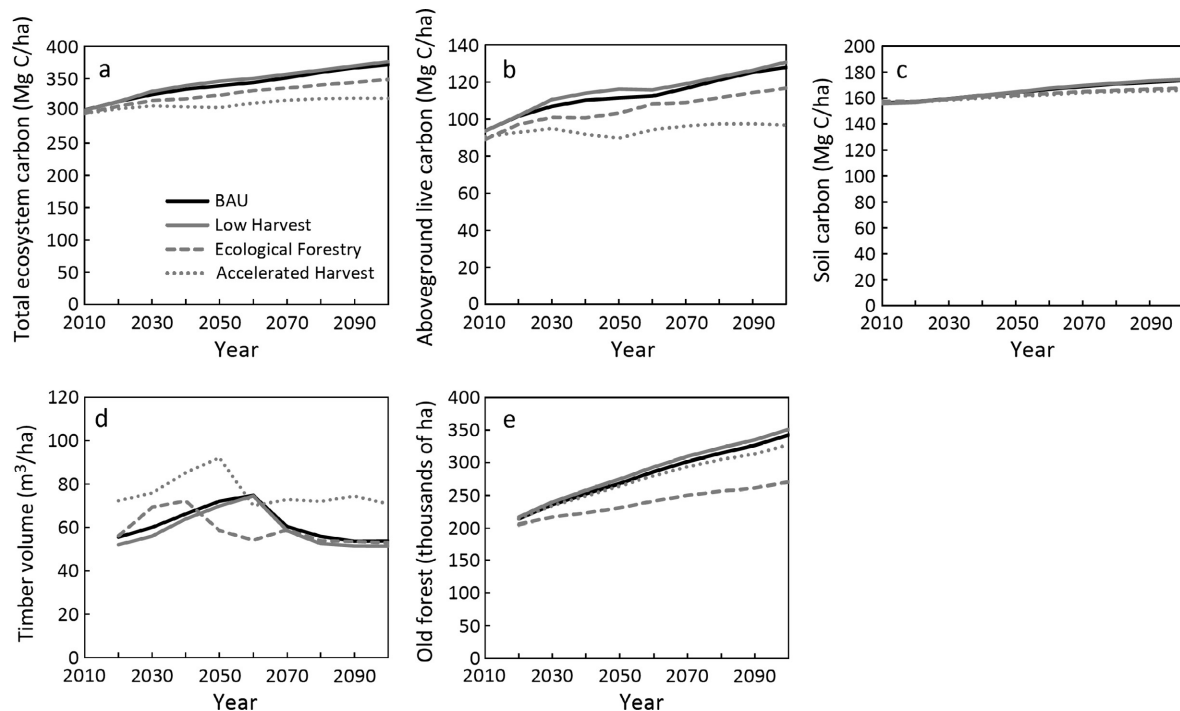 Total ecosystem carbon (Mg C/ha)
400
350
300
250
200
150
100
50
0
a
BAU
Low Harvest
Ecological Forestry
Accelerated Harvest
2010 2030 2050 2070 2090
Year
Aboveground live carbon (Mg C/ha)
140
120
100
80
60
40
20
0
b
2010 2030 2050 2070 2090
Year
Soil carbon (Mg C/ha)
200
180
160
140
120
100
80
60
40
20
0
c
2010 2030 2050 2070 2090
Year
Timber volume (m³/ha)
120
100
80
60
40
20
0
d
2010 2030 2050 2070 2090
Year
Old forest (thousands of ha)
400
350
300
250
200
150
100
50
0
e
2010 2030 2050 2070 2090
Year